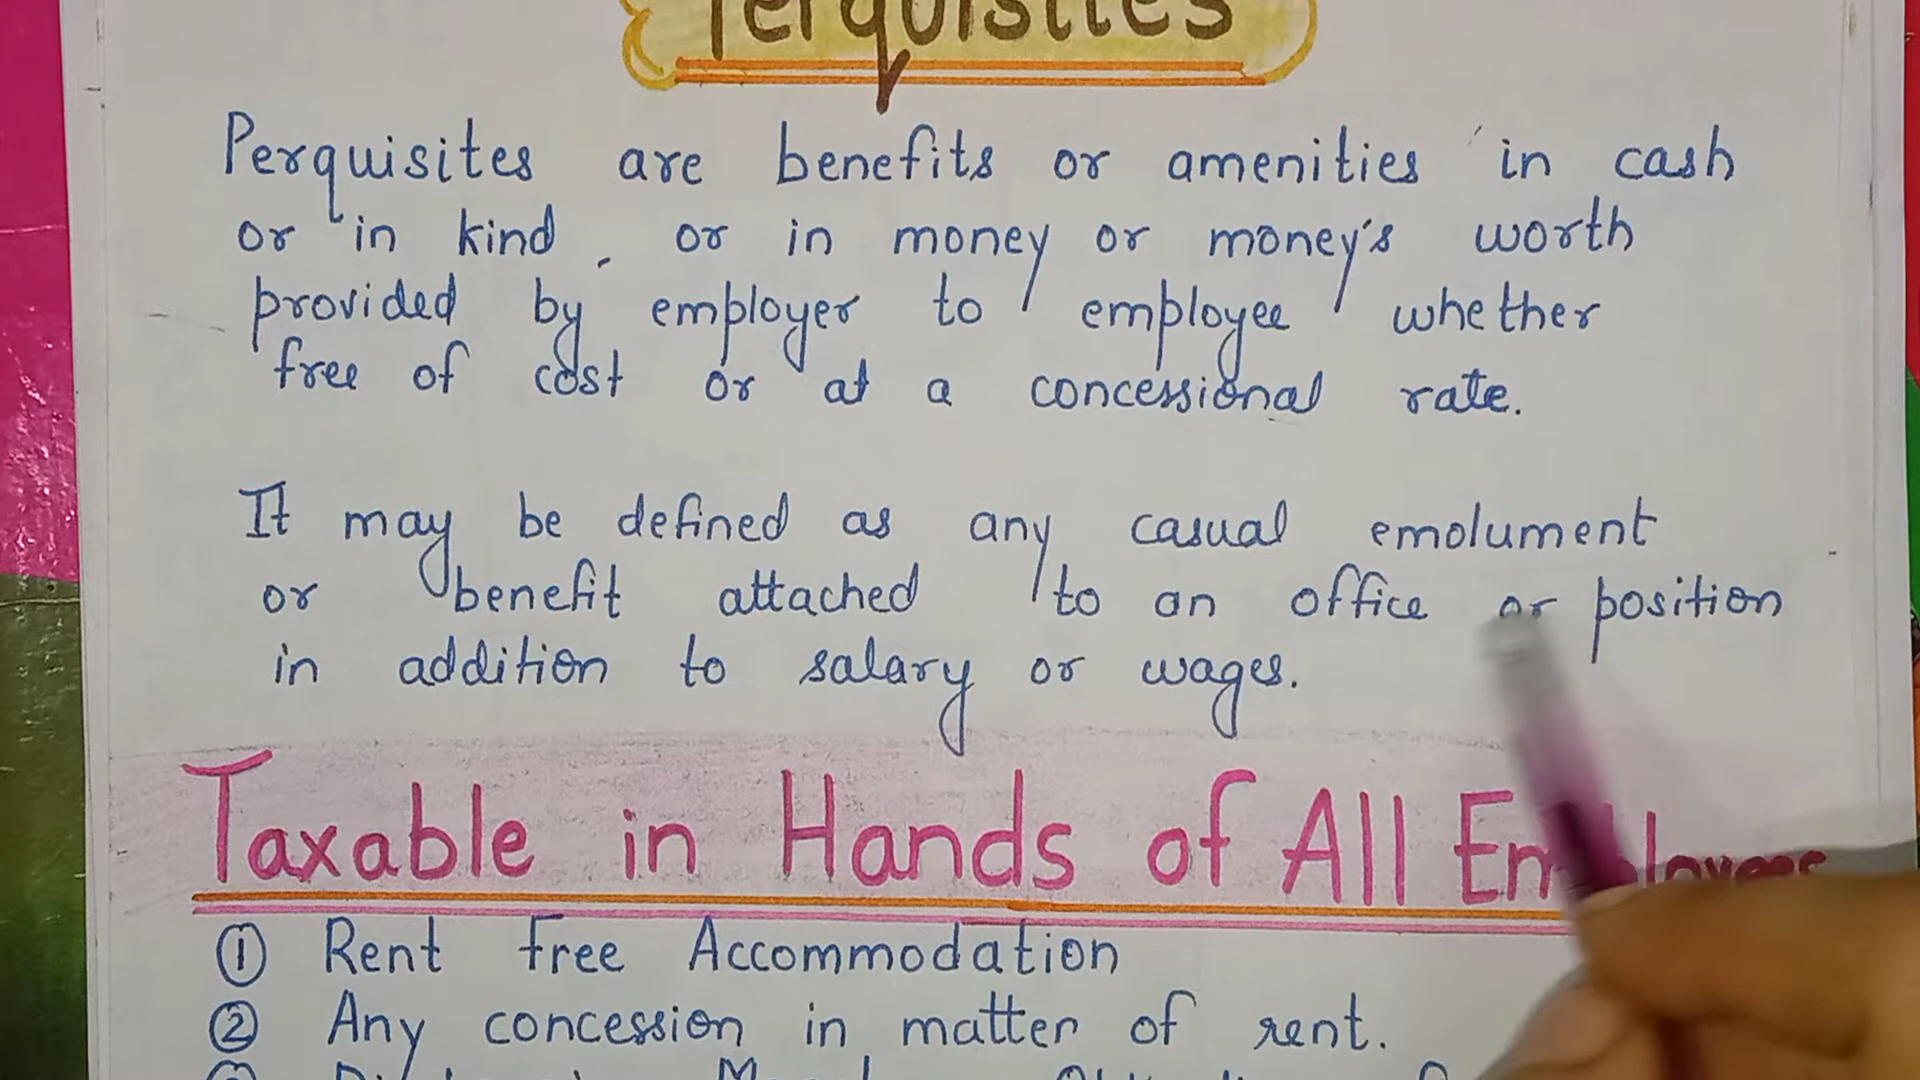 Perquisites
Perquisites are benefits or amenities in cash
or in kind, or in money or money's worth
provided by employer to employee whether
free of cost or at a concessional rate.
It may be defined as any casual emolument
or benefit attached to an office or position
in addition to salary or wages.
Taxable in Hands of All Employees
① Rent free Accommodation
② Any concession in matter of rent.